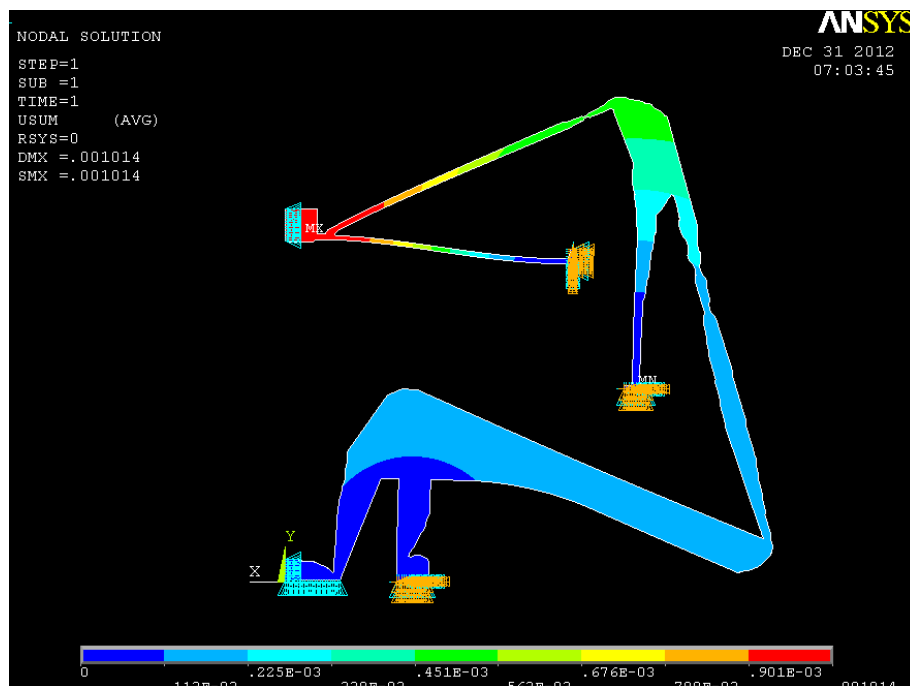 ANSYS
NODAL SOLUTION
DEC 31 2012
07:03:45
STEP=1
SUB =1
TIME=1
USUM (AVG)
RSYS=0
DMX =.001014
SMX =.001014
MX
MN
Y
X
0 .225E-03 .451E-03 .676E-03 .901E-03